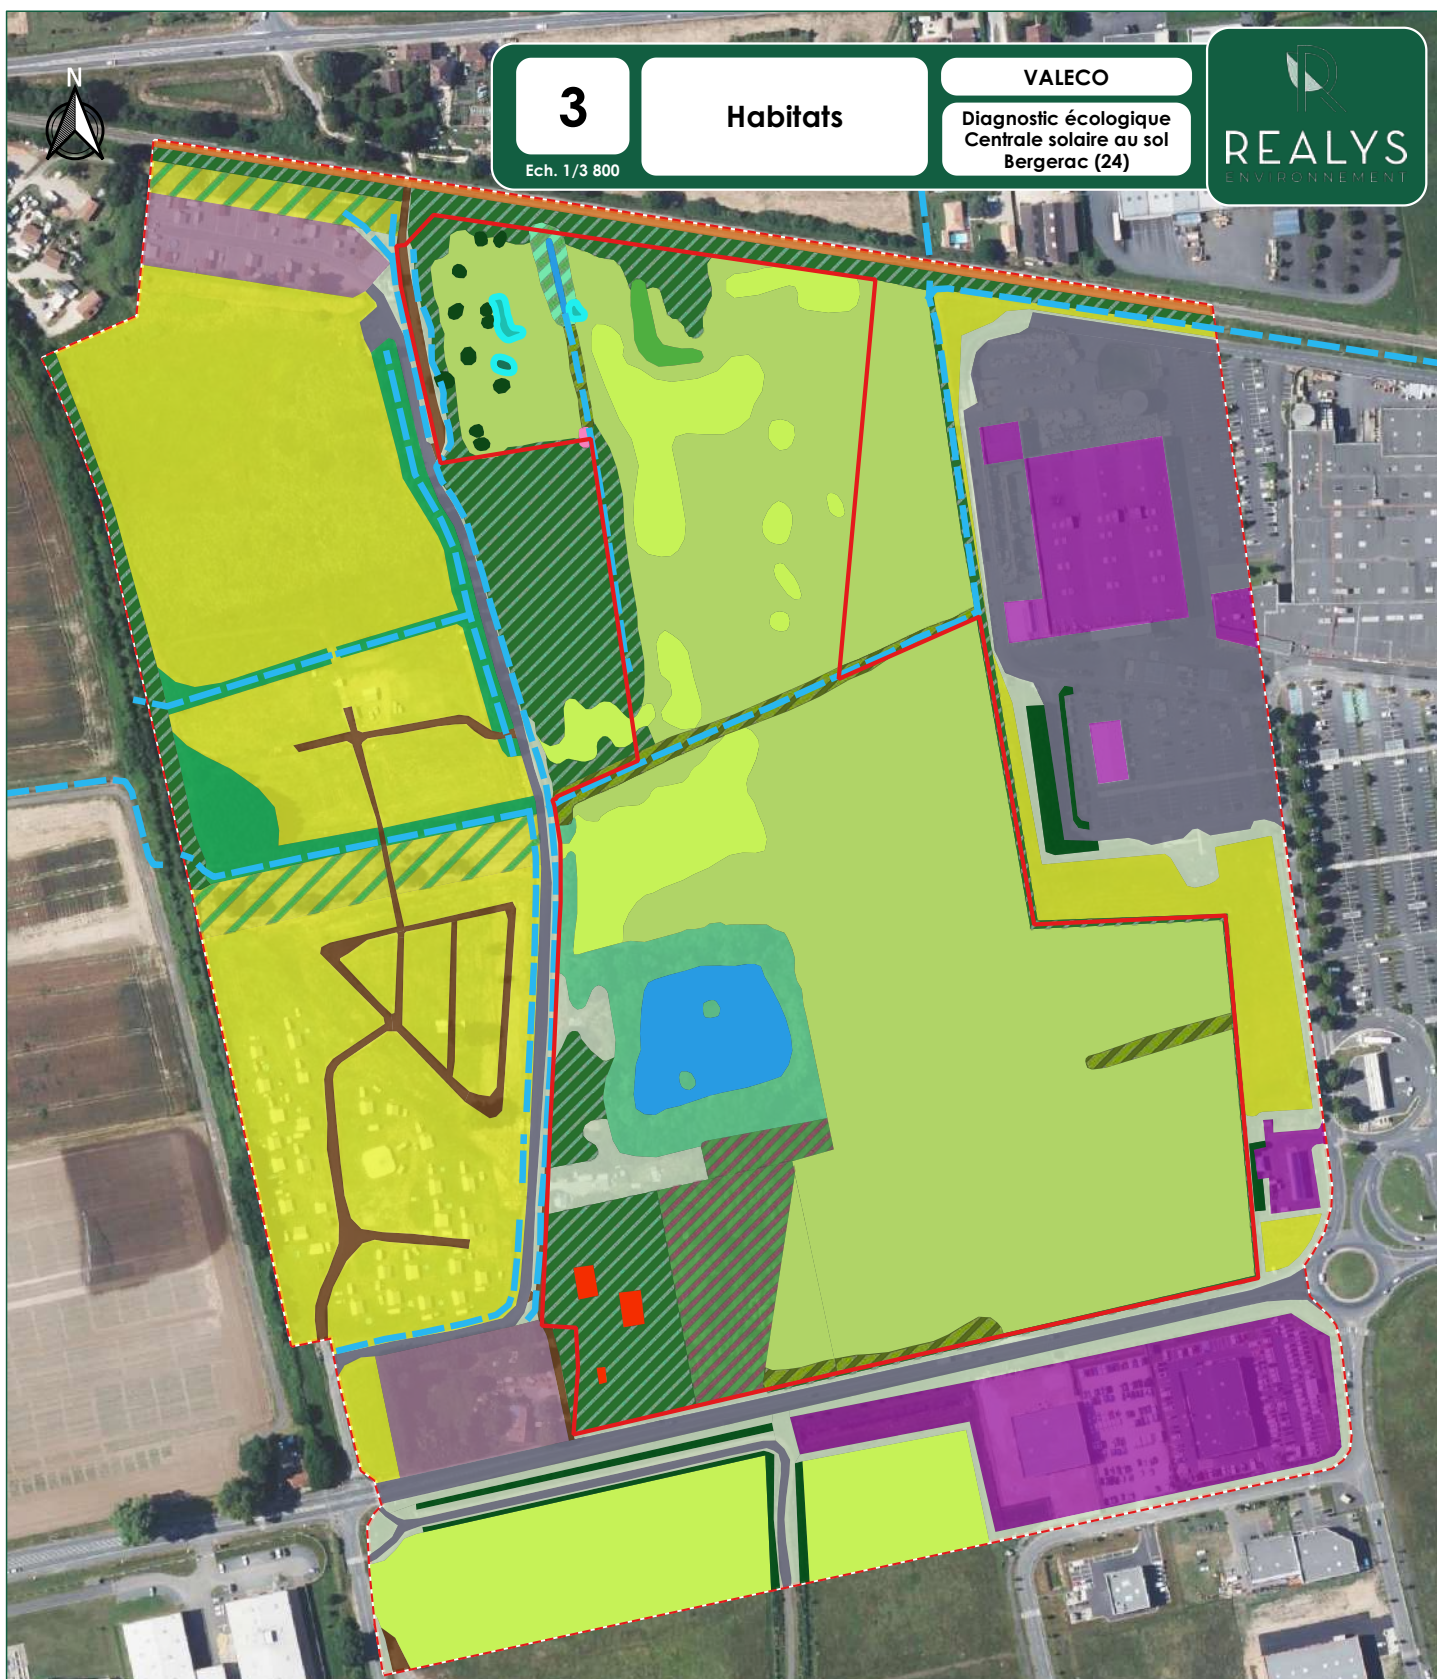 N
3
Ech. 1/3 800
Habitats
VALECO
Diagnostic écologique
Centrale solaire au sol
Bergerac (24)
REALYS
ENVIRONNEMENT